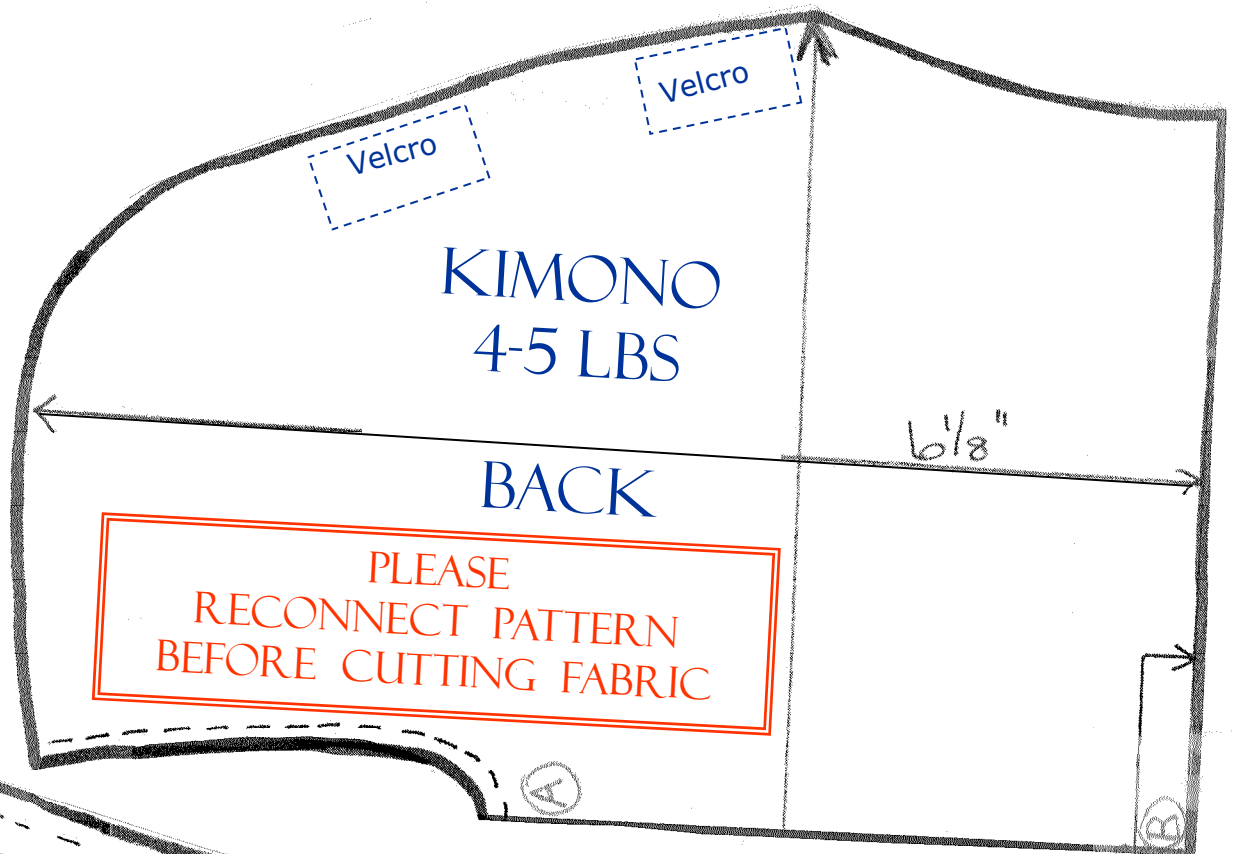 Velcro
Velcro
KIMONO
4-5 LBS
6 1/8"
BACK
PLEASE
RECONNECT PATTERN
BEFORE CUTTING FABRIC
A
B